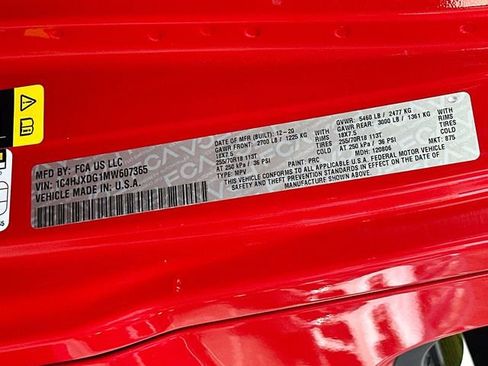 MFD BY: FCA US LLC
VIN: 1C4HJXDG1MW607365
VEHICLE MADE IN U.S.A.
DATE OF MFR (BUILT): 12-20
GAWR FRONT: 2700 LB / 1225 KG WITH
255/70R18 113T TIRES
18X7.5 RIMS
AT 250 kPa / 36 PSI COLD
TYPE: MPV PAINT: PRC
GVWR: 5460 LB / 2477 KG
GAWR REAR: 3000 LB / 1361 KG WITH
255/70R18 113T TIRES
18X7.5 RIMS
AT 250 kPa / 36 PSI COLD
MOH: 120806 MKT: 875
THIS VEHICLE CONFORMS TO ALL APPLICABLE FEDERAL MOTOR VEHICLE
SAFETY, BUMPER, AND THEFT PREVENTION STANDARDS IN EFFECT ON
THE DATE OF MANUFACTURE SHOWN ABOVE.